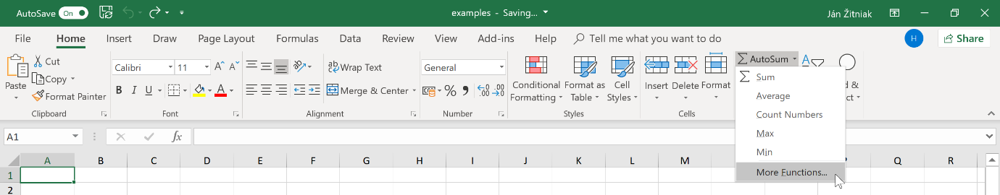 AutoSave On examples - Saving... Ján Žitniak
File Home Insert Draw Page Layout Formulas Data Review View Add-ins Help Tell me what you want to do H Share
Paste
Cut
Copy
Format Painter
Clipboard
Calibri 11 A A
B I U A
Font
ab Wrap Text
Merge & Center
Alignment
General
% , .00 .00
Number
Conditional Formatting
Format as Table
Cell Styles
Styles
Insert Delete Format
Cells
∑ AutoSum
∑ Sum
Average
Count Numbers
Max
Min
More Functions...
A1 fx
A B C D E F G H I J K L M Q R
1
2